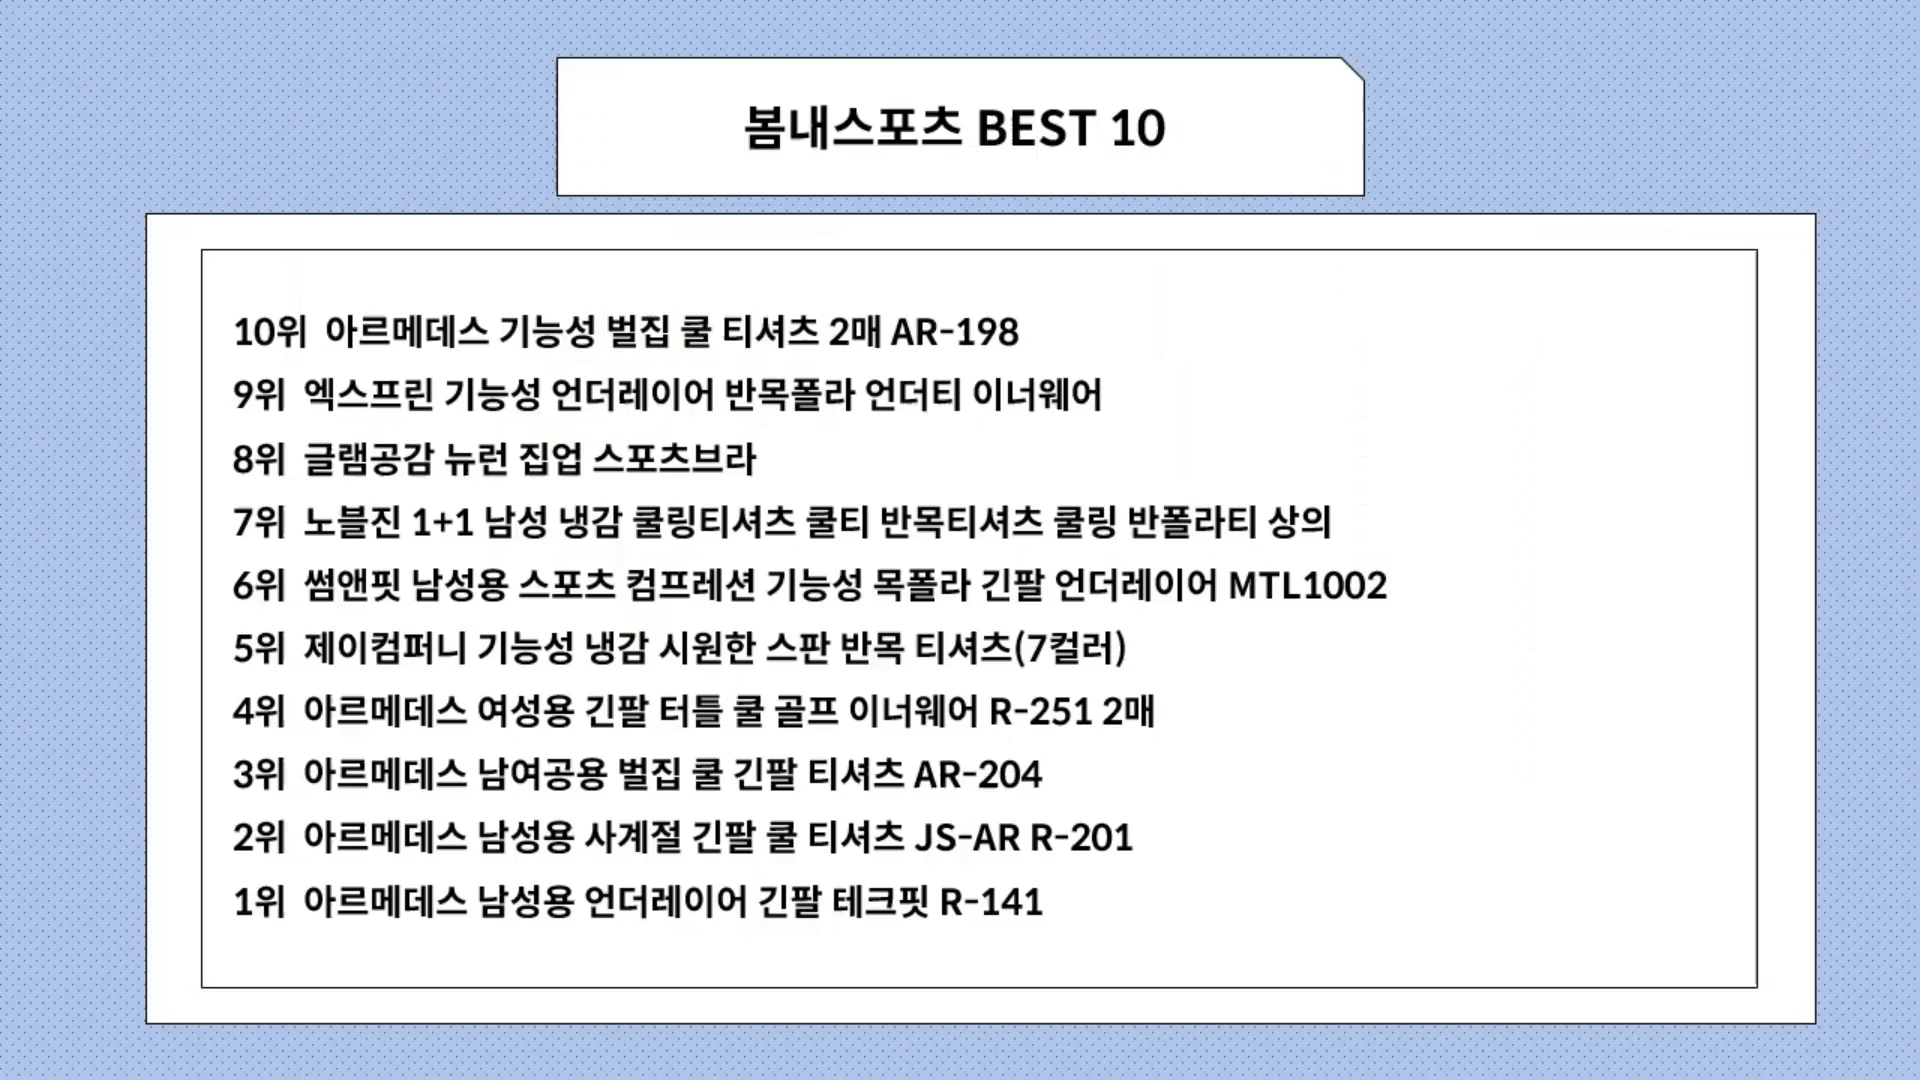 봄내스포츠 BEST 10
10위 아르메데스 기능성 벌집 쿨 티셔츠 2매 AR-198
9위 엑스프린 기능성 언더레이어 반목폴라 언더티 이너웨어
8위 글램공감 뉴런 집업 스포츠브라
7위 노블진 1+1 남성 냉감 쿨링티셔츠 쿨티 반목티셔츠 쿨링 반폴라티 상의
6위 썸앤핏 남성용 스포츠 컴프레션 기능성 목폴라 긴팔 언더레이어 MTL1002
5위 제이컴퍼니 기능성 냉감 시원한 스판 반목 티셔츠(7컬러)
4위 아르메데스 여성용 긴팔 터틀 쿨 골프 이너웨어 R-251 2매
3위 아르메데스 남여공용 벌집 쿨 긴팔 티셔츠 AR-204
2위 아르메데스 남성용 사계절 긴팔 쿨 티셔츠 JS-AR R-201
1위 아르메데스 남성용 언더레이어 긴팔 테크핏 R-141